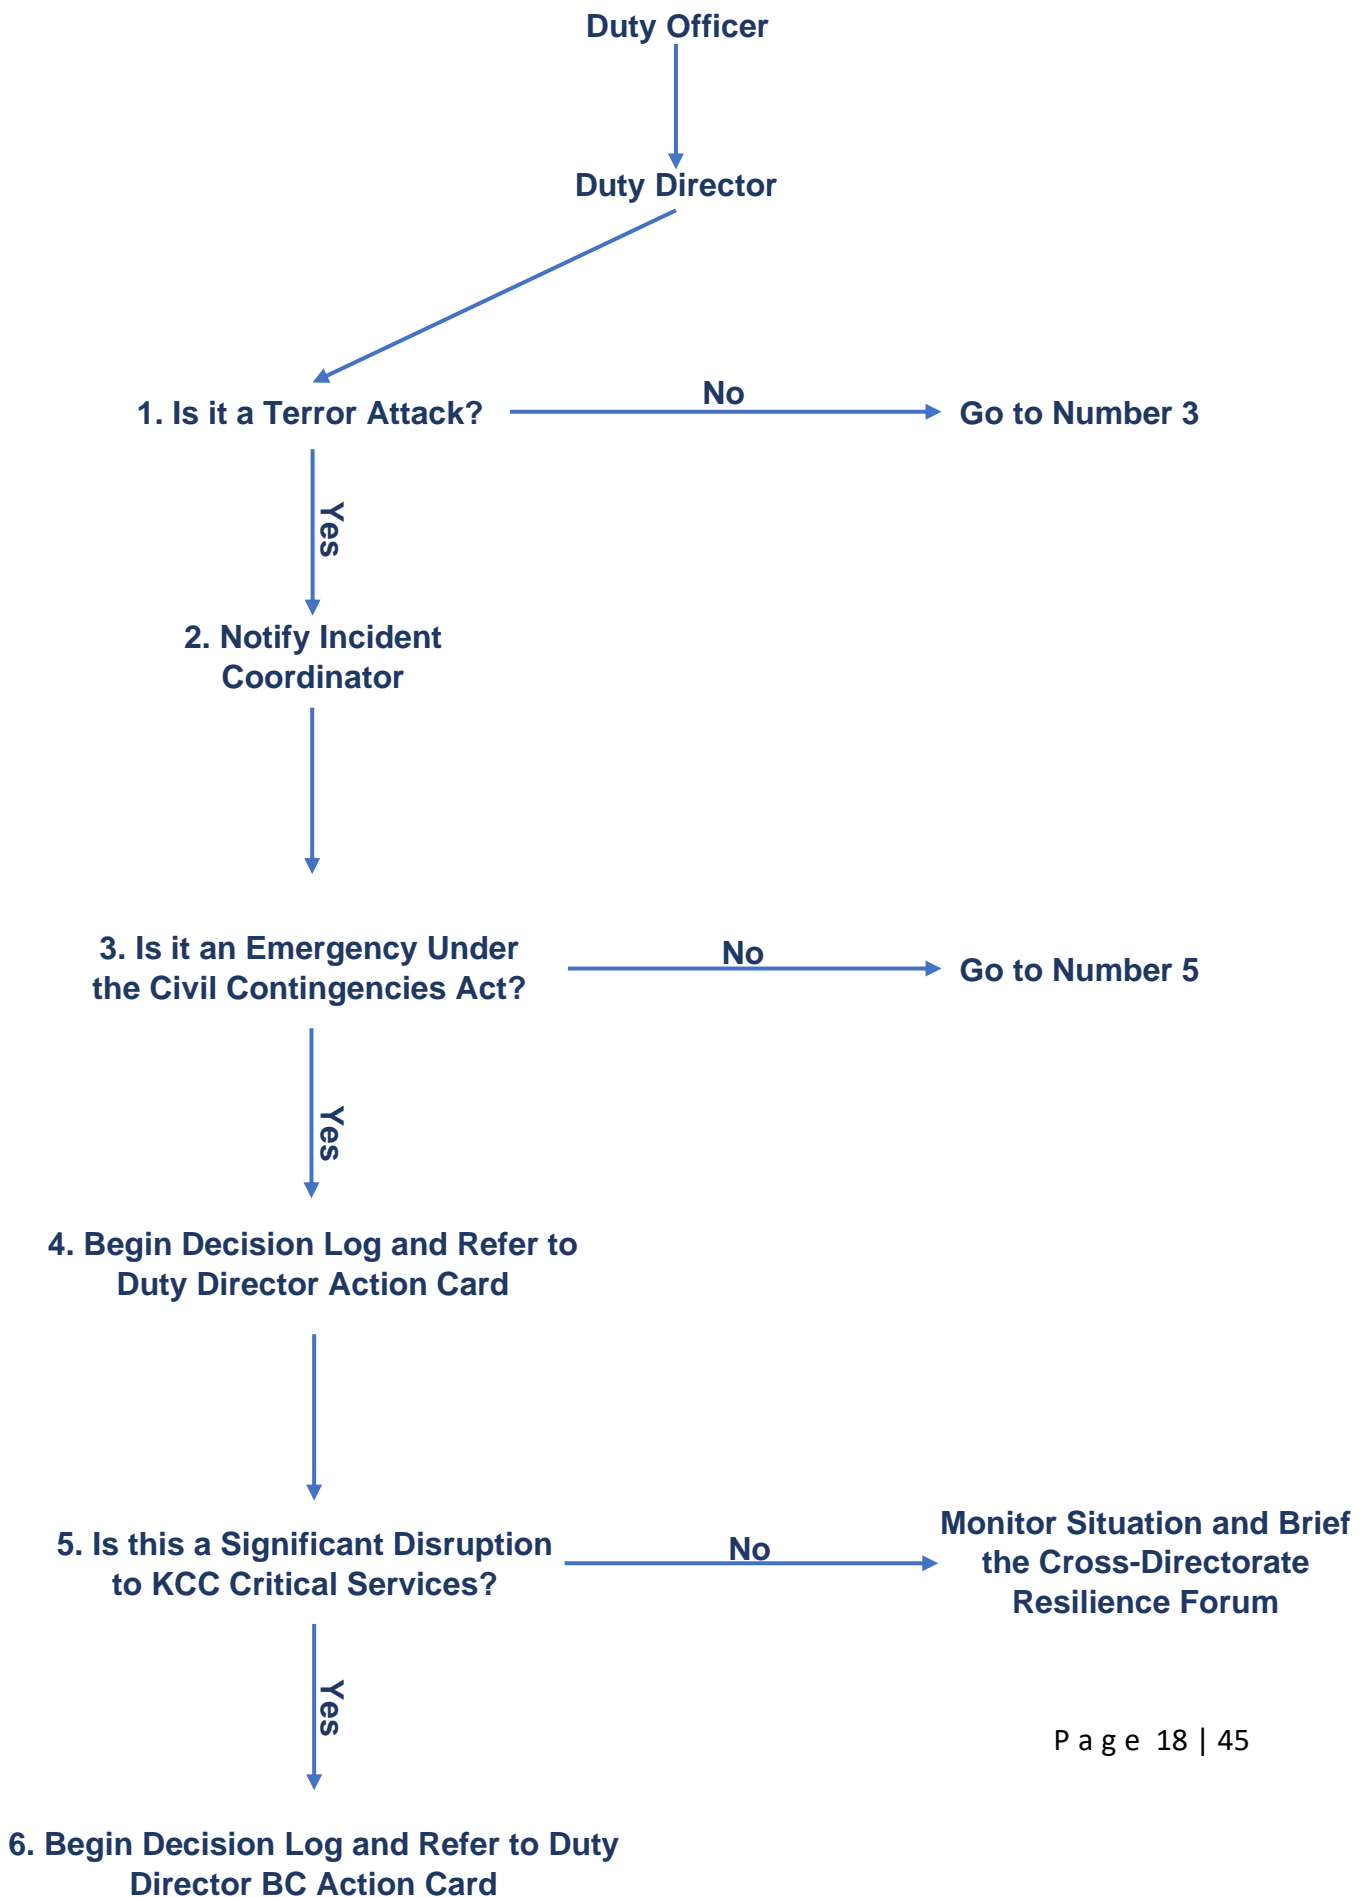 Duty Officer
Duty Director
1. Is it a Terror Attack?
No
Go to Number 3
Yes
2. Notify Incident
Coordinator
3. Is it an Emergency Under
the Civil Contingencies Act?
No
Go to Number 5
Yes
4. Begin Decision Log and Refer to
Duty Director Action Card
5. Is this a Significant Disruption
to KCC Critical Services?
No
Monitor Situation and Brief
the Cross-Directorate
Resilience Forum
Yes
Page 18 | 45
6. Begin Decision Log and Refer to Duty
Director BC Action Card